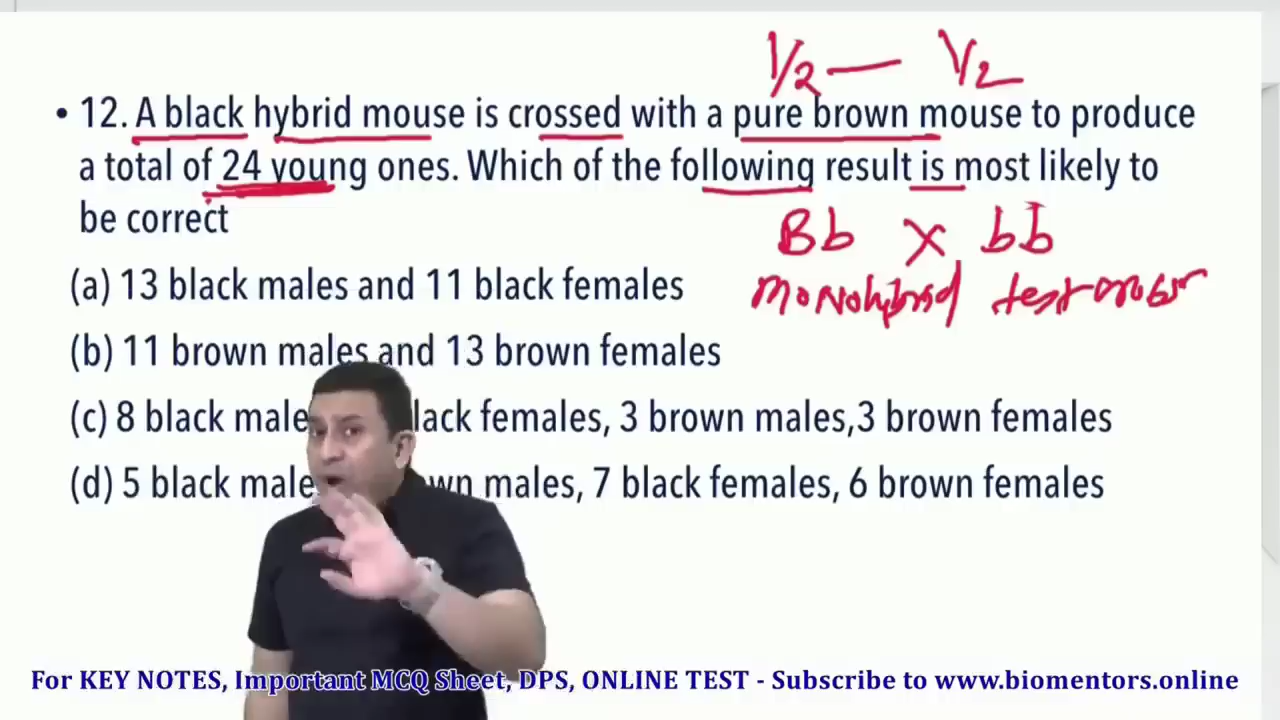 1/2 — 1/2
• 12. A black hybrid mouse is crossed with a pure brown mouse to produce
a total of 24 young ones. Which of the following result is most likely to
be correct
Bb X bb
(a) 13 black males and 11 black females
monohybrid test cross
(b) 11 brown males and 13 brown females
(c) 8 black females, 3 brown males,3 brown females
(d) 5 black males, 7 black females, 6 brown females
For KEY NOTES, Important MCQ Sheet, DPS, ONLINE TEST - Subscribe to www.biomentors.online